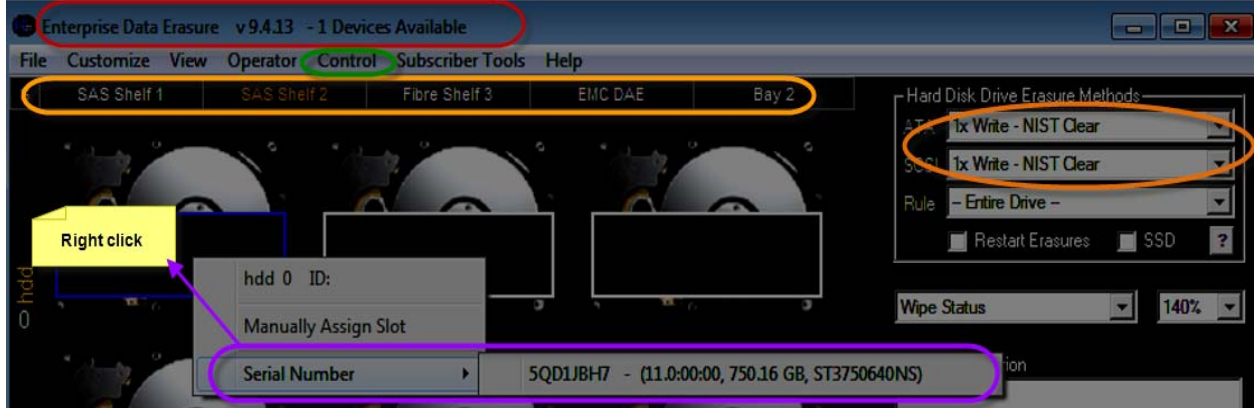 Enterprise Data Erasure v 9.4.13 - 1 Devices Available
File Customize View Operator Control Subscriber Tools Help
SAS Shelf 1 SAS Shelf 2 Fibre Shelf 3 EMC DAE Bay 2
Hard Disk Drive Erasure Methods
ATA 1x Write - NIST Clear
SCSI 1x Write - NIST Clear
Rule -- Entire Drive --
Restart Erasures SSD ?
Right click
hdd
0
hdd 0 ID:
Manually Assign Slot
Serial Number 5QD1JBH7 - (11.0:00:00, 750.16 GB, ST3750640NS)
Wipe Status 140%